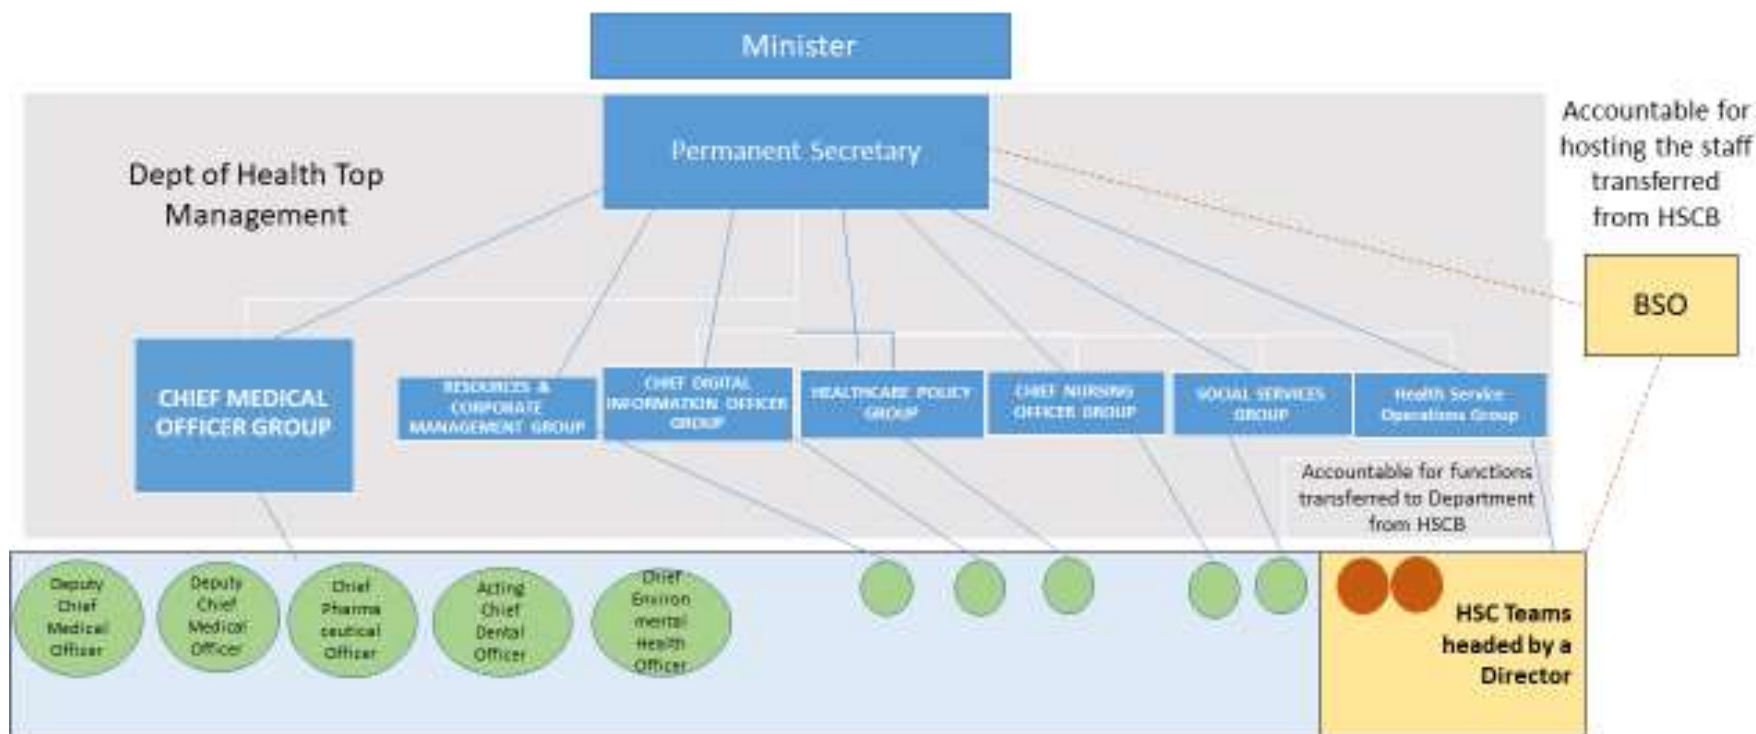 Minister
Permanent Secretary
Dept of Health Top
Management
Accountable for
hosting the staff
transferred
from HSCB
BSO
CHIEF MEDICAL
OFFICER GROUP
RESOURCES &
CORPORATE
MANAGEMENT GROUP
CHIEF DIGITAL
INFORMATION OFFICER
GROUP
HEALTHCARE POLICY
GROUP
CHIEF NURSING
OFFICER GROUP
SOCIAL SERVICES
GROUP
Health Service
Operations Group
Accountable for functions
transferred to Department
from HSCB
Deputy
Chief
Medical
Officer
Deputy
Chief
Medical
Officer
Chief
Pharma
ceutical
Officer
Acting
Chief
Dental
Officer
Chief
Environ
mental
Health
Officer
HSC Teams
headed by a
Director